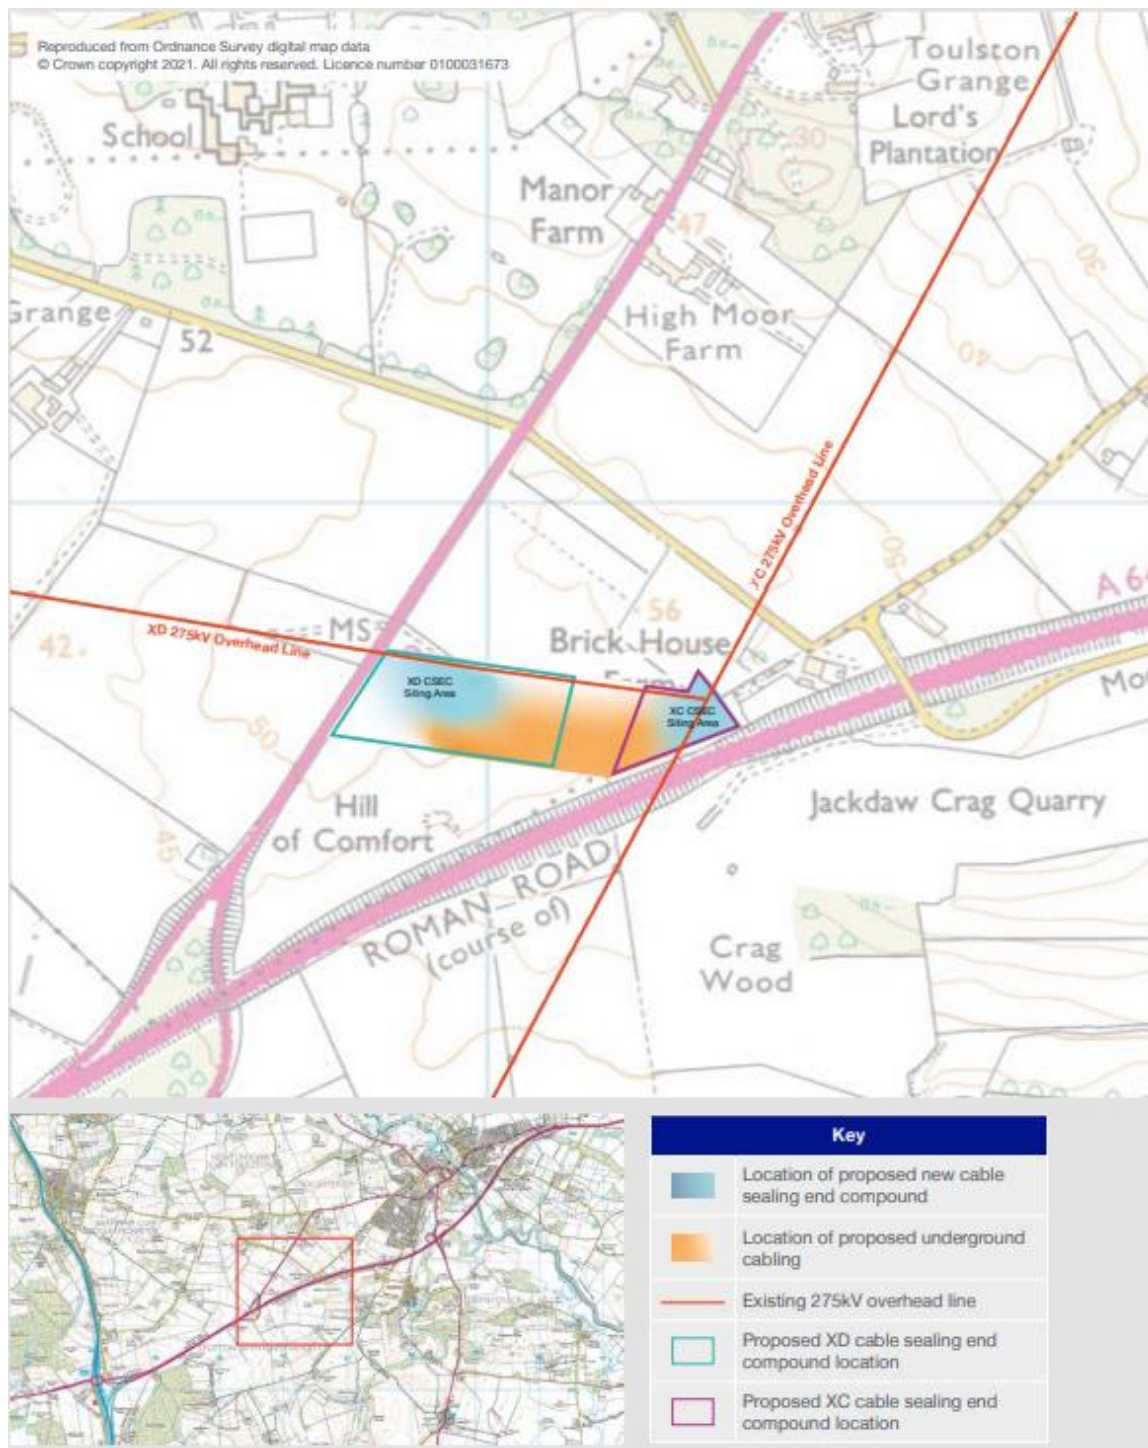 Reproduced from Ordnance Survey digital map data
© Crown copyright 2021. All rights reserved. Licence number 0100031673
Toulston
Grange
Lord's
Plantation
School
30
Manor
Farm
47
30
High Moor
Farm
Grange
52
40
YC 275kV Overhead Line
50
A 64
56
MS
XD 275kV Overhead Line
42
Brick House
Farm
XD CSEC
Siting Area
XC CSEC
Siting Area
50
Hill
of Comfort
45
Jackdaw Crag Quarry
ROMAN ROAD
(course of)
Crag
Wood
Key
Location of proposed new cable
sealing end compound
Location of proposed underground
cabling
Existing 275kV overhead line
Proposed XD cable sealing end
compound location
Proposed XC cable sealing end
compound location